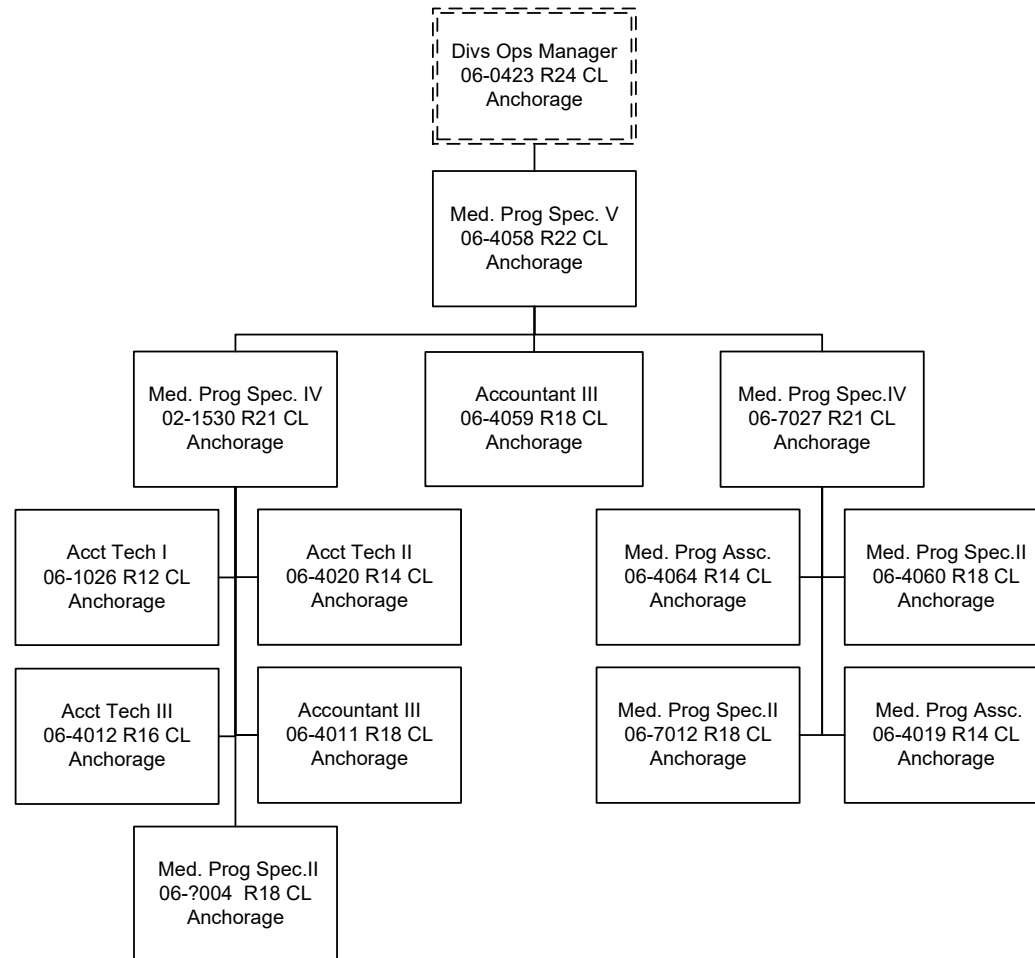 Divs Ops Manager
06-0423 R24 CL
Anchorage
Med. Prog Spec. V
06-4058 R22 CL
Anchorage
Med. Prog Spec. IV
02-1530 R21 CL
Anchorage
Accountant III
06-4059 R18 CL
Anchorage
Med. Prog Spec.IV
06-7027 R21 CL
Anchorage
Acct Tech I
06-1026 R12 CL
Anchorage
Acct Tech II
06-4020 R14 CL
Anchorage
Med. Prog Assc.
06-4064 R14 CL
Anchorage
Med. Prog Spec.II
06-4060 R18 CL
Anchorage
Acct Tech III
06-4012 R16 CL
Anchorage
Accountant III
06-4011 R18 CL
Anchorage
Med. Prog Spec.II
06-7012 R18 CL
Anchorage
Med. Prog Assc.
06-4019 R14 CL
Anchorage
Med. Prog Spec.II
06-?004 R18 CL
Anchorage